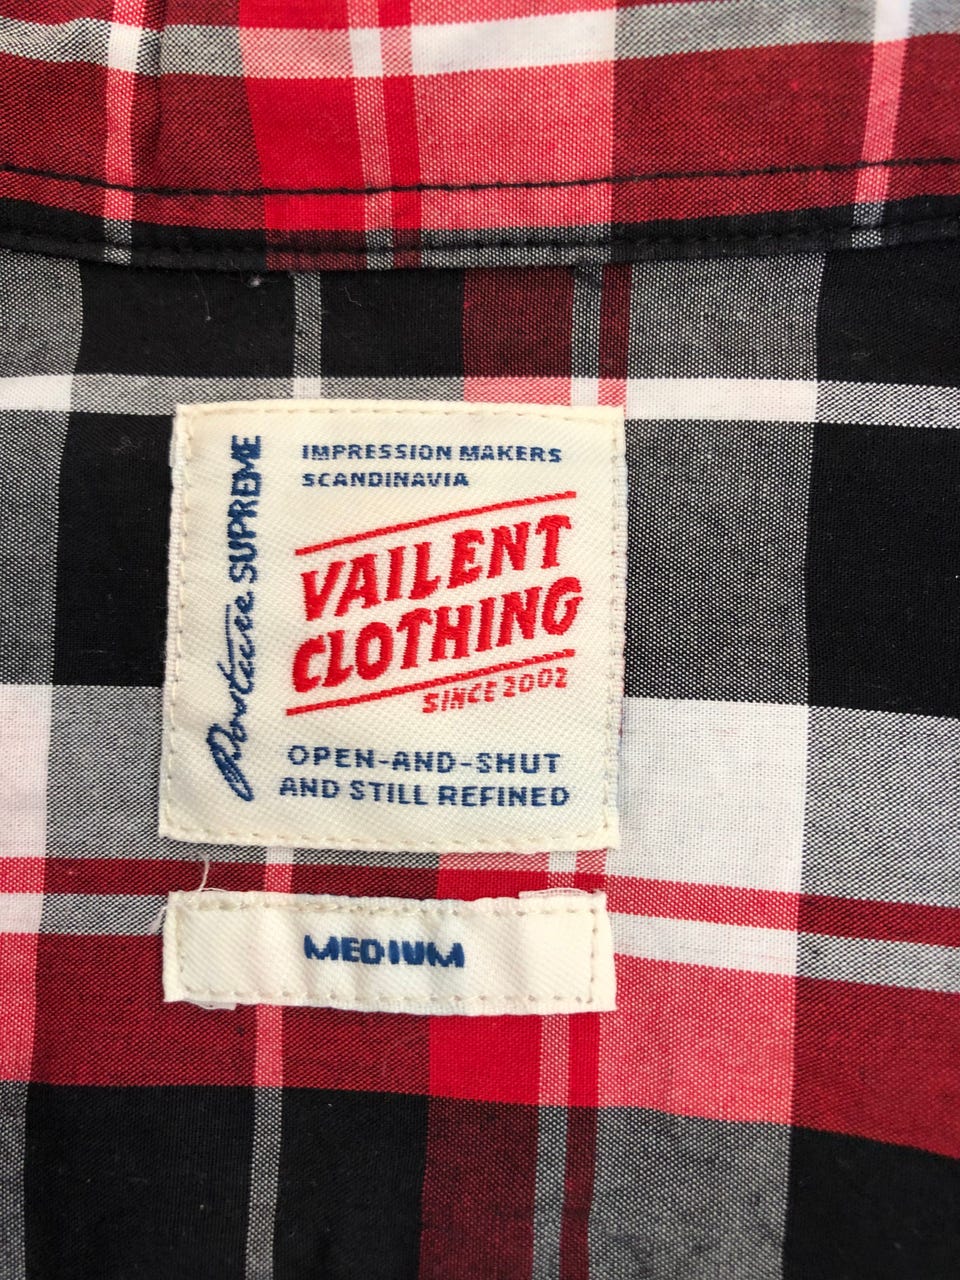 IMPRESSION MAKERS
SCANDINAVIA
VAILENT
CLOTHING
SINCE 2002
OPEN-AND-SHUT
AND STILL REFINED
SUPREME
MEDIUM